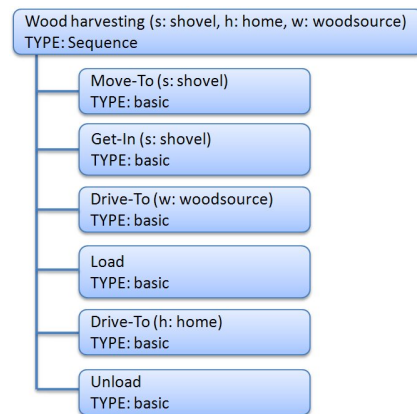 Wood harvesting (s: shovel, h: home, w: woodsource)
TYPE: Sequence
Move-To (s: shovel)
TYPE: basic
Get-In (s: shovel)
TYPE: basic
Drive-To (w: woodsource)
TYPE: basic
Load
TYPE: basic
Drive-To (h: home)
TYPE: basic
Unload
TYPE: basic